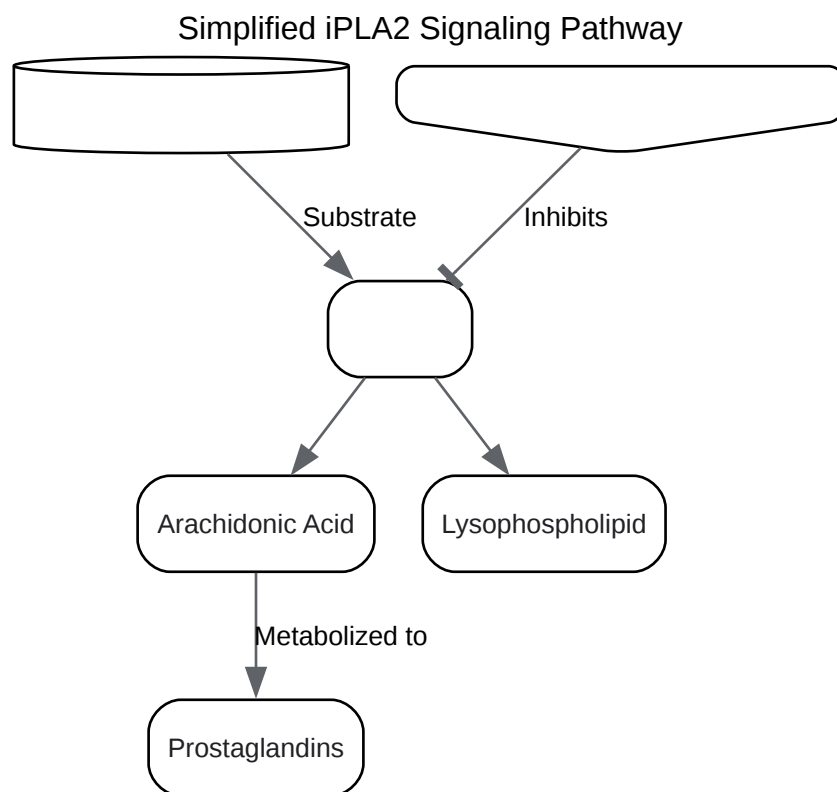 Simplified iPLA2 Signaling Pathway
Substrate
Inhibits
Arachidonic Acid
Lysophospholipid
Metabolized to
Prostaglandins